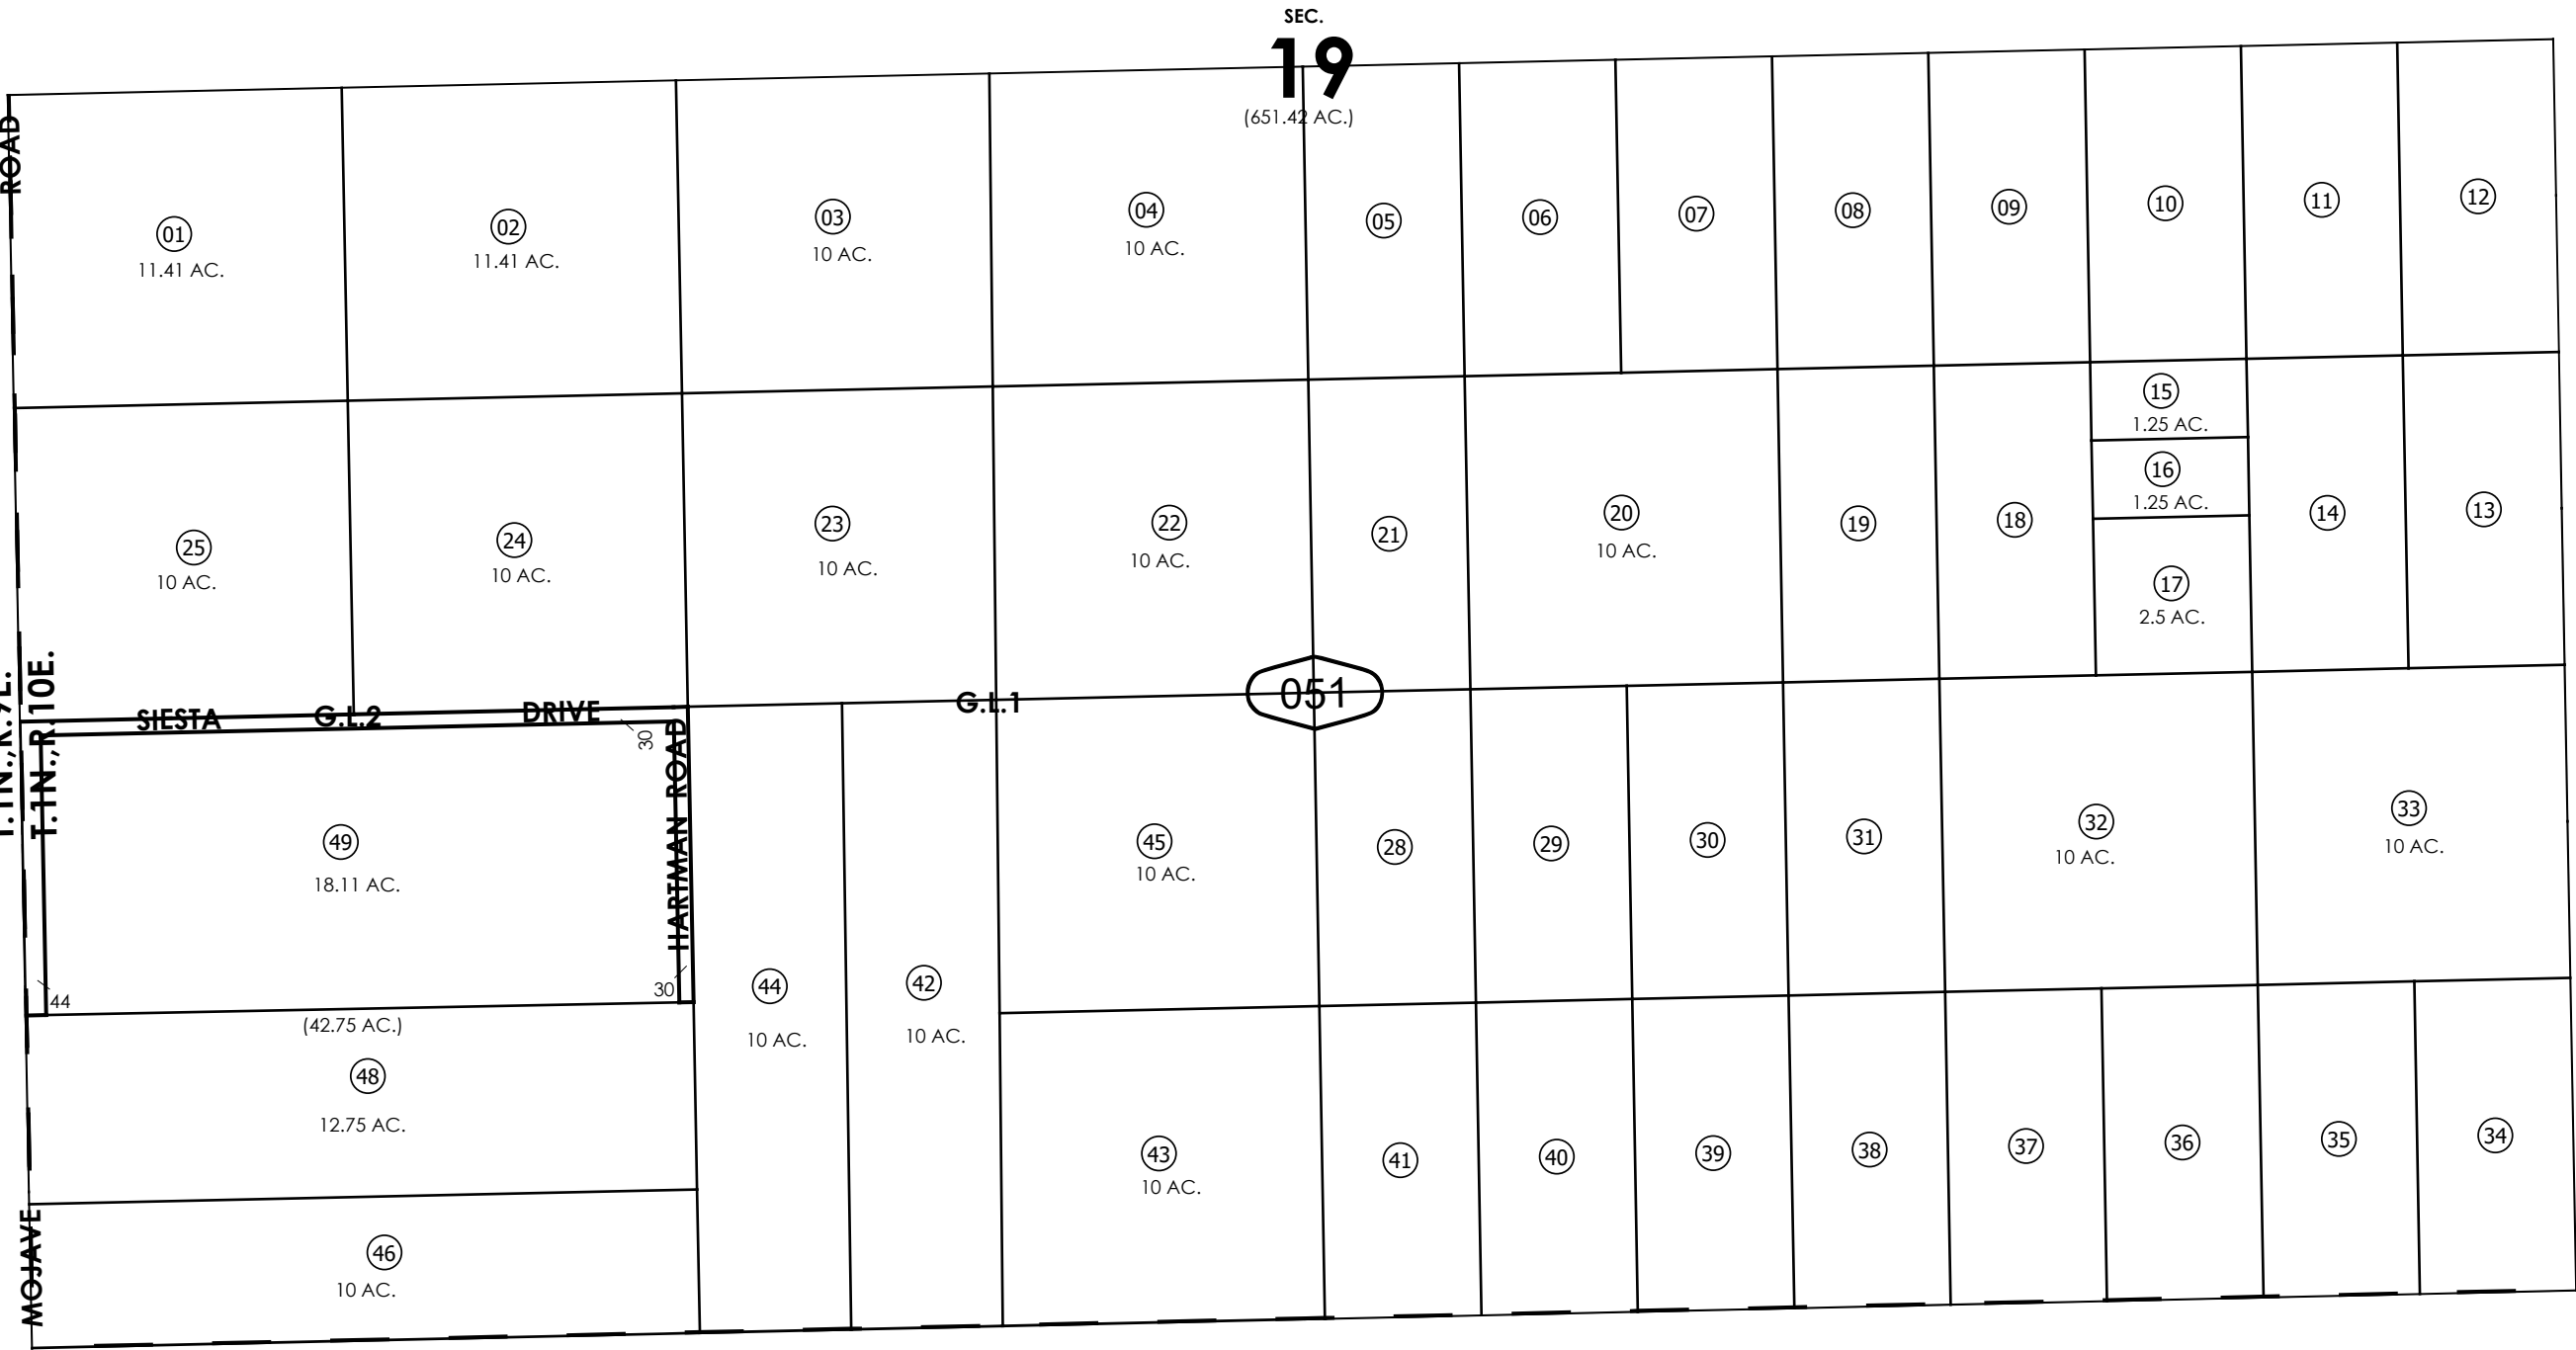 SEC.
19
(651.42 AC.)
ROAD
01
11.41 AC.
02
11.41 AC.
03
10 AC.
04
10 AC.
05
06
07
08
09
10
11
12
25
10 AC.
24
10 AC.
23
10 AC.
22
10 AC.
21
20
10 AC.
19
18
15
1.25 AC.
16
1.25 AC.
17
2.5 AC.
14
13
T.1N.,R.9E.
T.1N.,R.10E.
SIESTA DRIVE
G.L.2
G.L.1
051
30
HARTMAN ROAD
49
18.11 AC.
44
30
(42.75 AC.)
48
12.75 AC.
46
10 AC.
MOJAVE
44
10 AC.
42
10 AC.
45
10 AC.
28
29
30
31
32
10 AC.
33
10 AC.
43
10 AC.
41
40
39
38
37
36
35
34